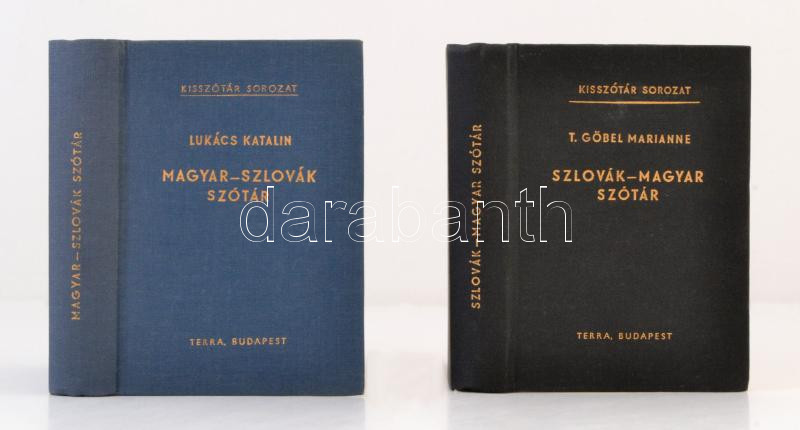 MAGYAR–SZLOVÁK SZÓTÁR
KISSZÓTÁR SOROZAT
LUKÁCS KATALIN
MAGYAR–SZLOVÁK
SZÓTÁR
TERRA, BUDAPEST
SZLOVÁK–MAGYAR SZÓTÁR
KISSZÓTÁR SOROZAT
T. GÖBEL MARIANNE
SZLOVÁK–MAGYAR
SZÓTÁR
TERRA, BUDAPEST
darabanth